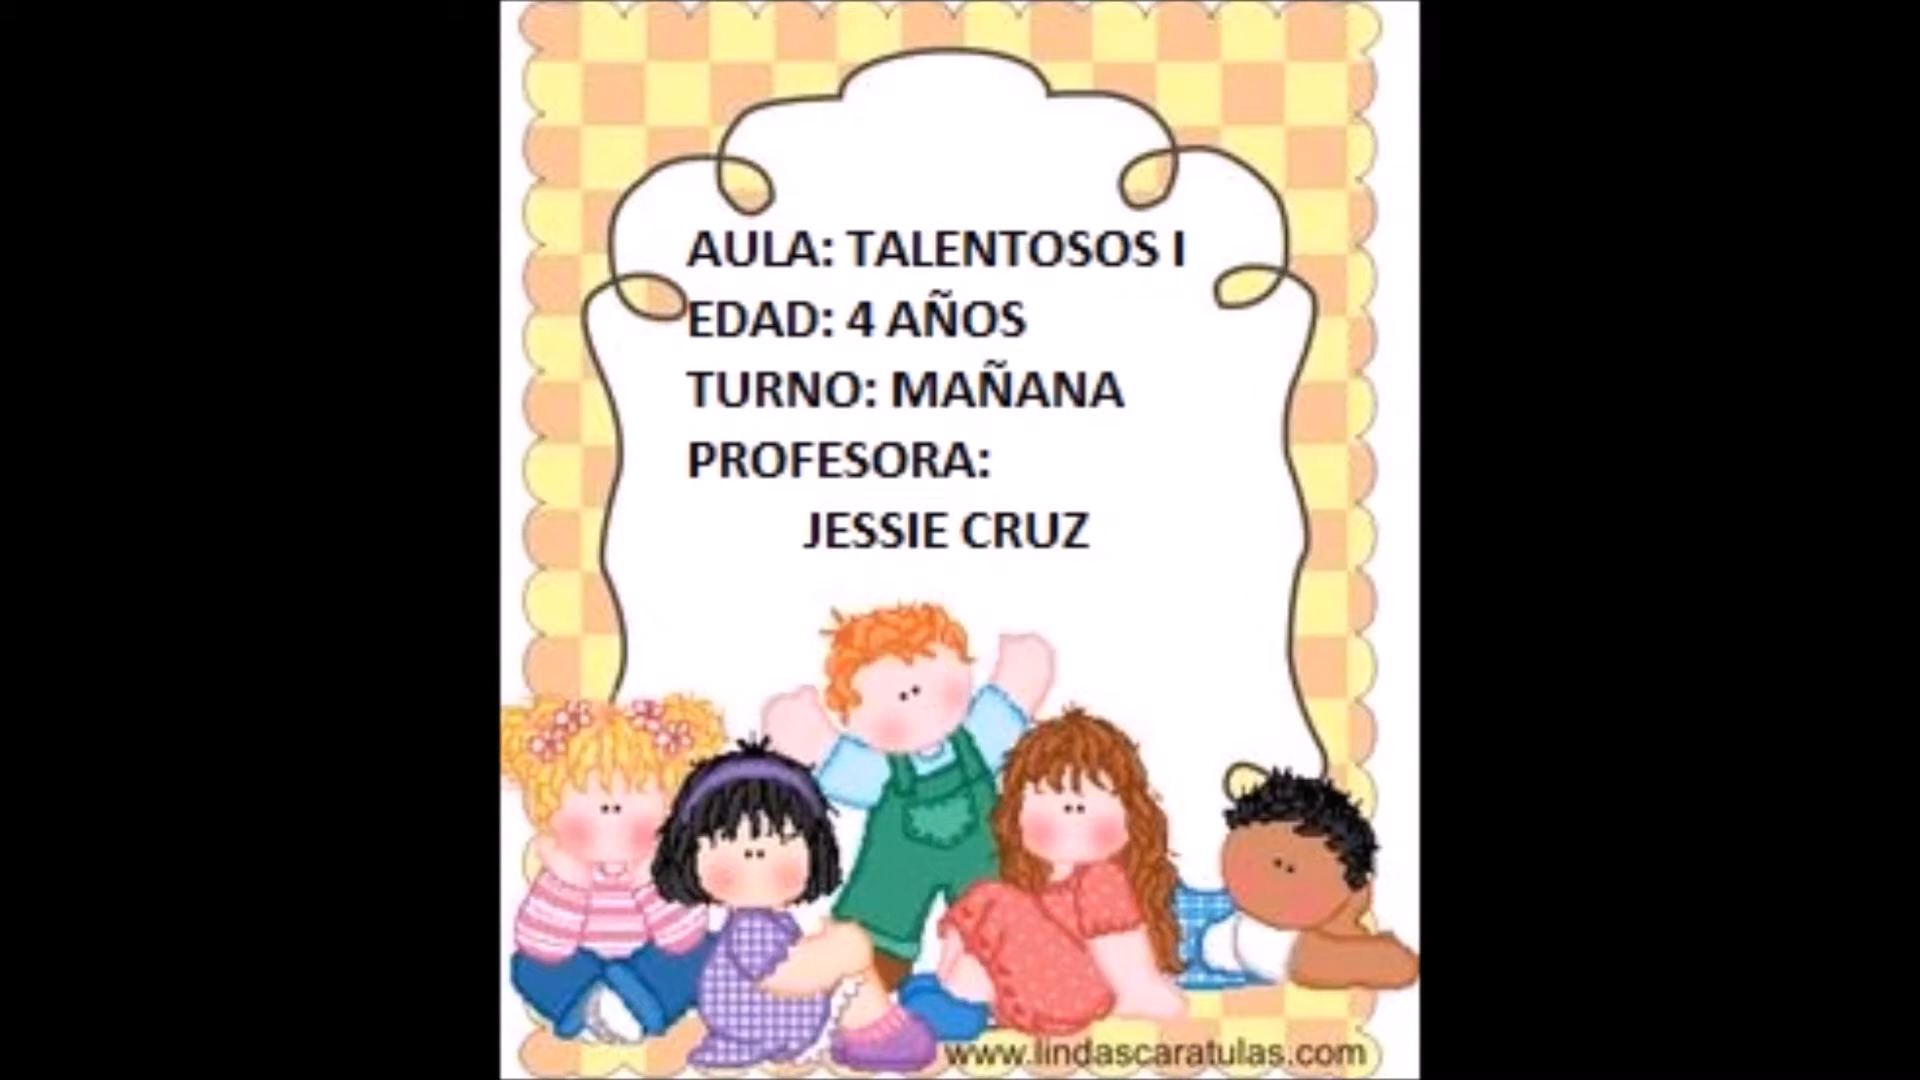 AULA: TALENTOSOS I
EDAD: 4 AÑOS
TURNO: MAÑANA
PROFESORA:
JESSIE CRUZ
www.lindascaratulas.com